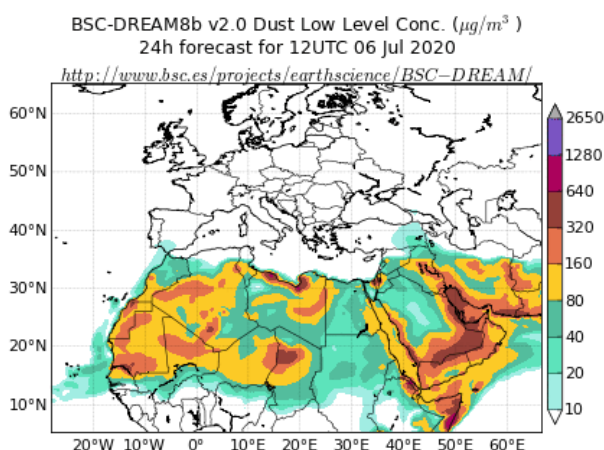 BSC-DREAM8b v2.0 Dust Low Level Conc. (μg/m³ )
24h forecast for 12UTC 06 Jul 2020
http://www.bsc.es/projects/earthscience/BSC−DREAM/
60°N
50°N
40°N
30°N
20°N
10°N
20°W 10°W 0° 10°E 20°E 30°E 40°E 50°E 60°E
2650
1280
640
320
160
80
40
20
10